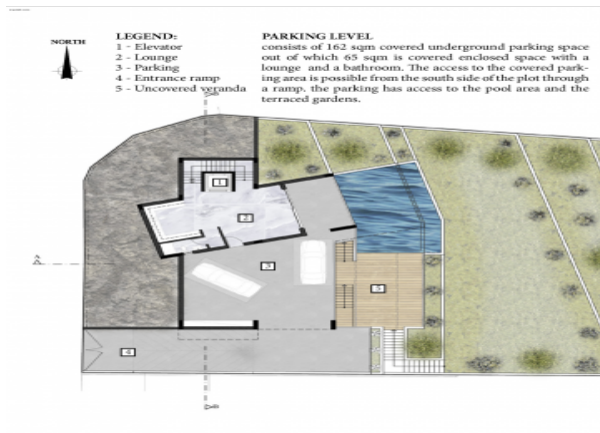 NORTH
LEGEND:
1 - Elevator
2 - Lounge
3 - Parking
4 - Entrance ramp
5 - Uncovered veranda
PARKING LEVEL
consists of 162 sqm covered underground parking space
out of which 65 sqm is covered enclosed space with a
lounge and a bathroom. The access to the covered park-
ing area is possible from the south side of the plot through
a ramp. the parking has access to the pool area and the
terraced gardens.
1
2
3
5
4
A